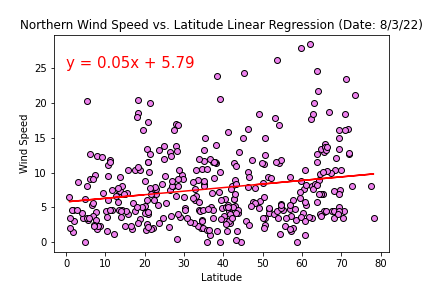 Northern Wind Speed vs. Latitude Linear Regression (Date: 8/3/22)
y = 0.05x + 5.79
Wind Speed
25
20
15
10
5
0
0 10 20 30 40 50 60 70 80
Latitude